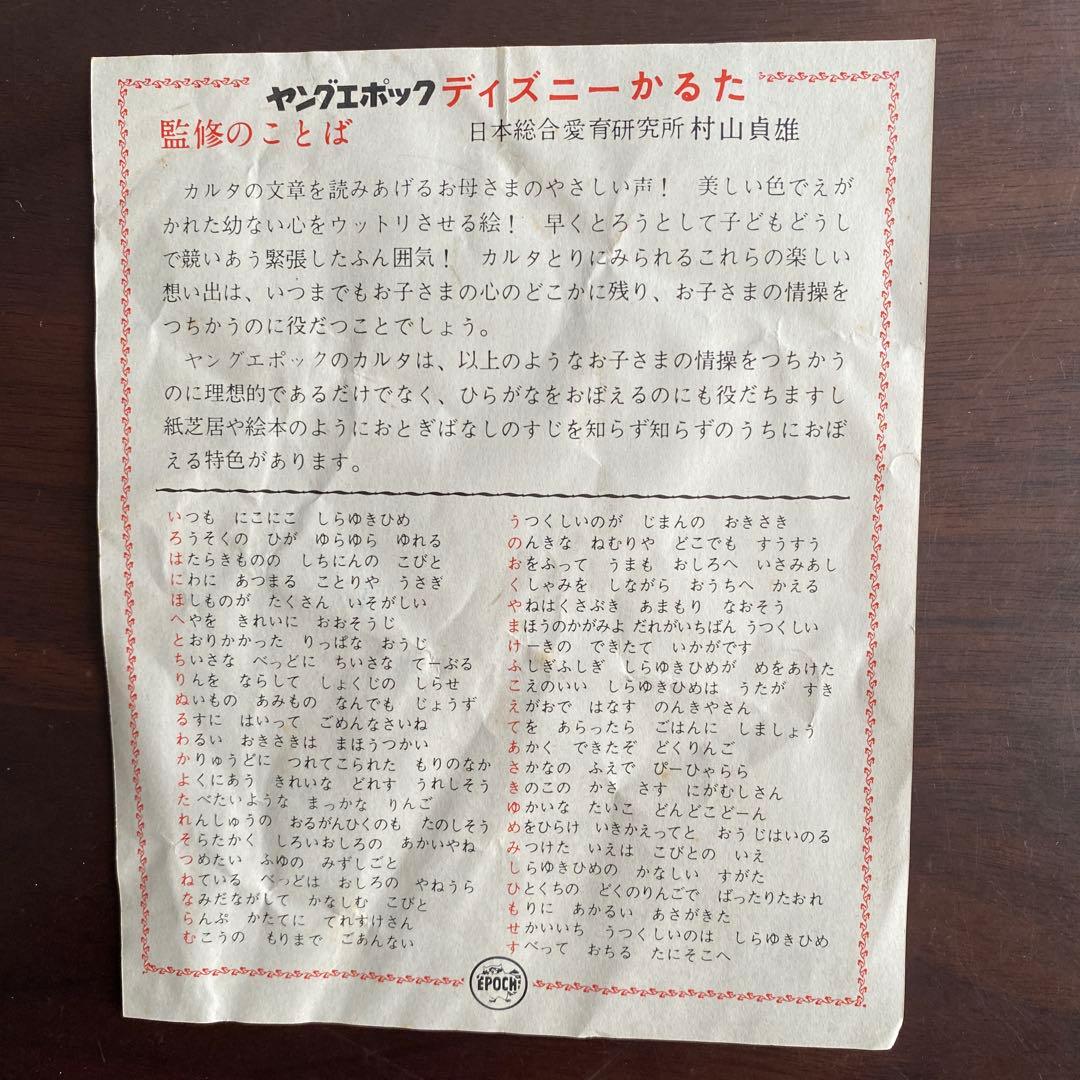 ヤングエポック ディズニーかるた
監修のことば 日本総合愛育研究所 村山貞雄
カルタの文章を読みあげるお母さまのやさしい声! 美しい色でえが
かれた幼ない心をウットリさせる絵! 早くとろうとして子どもどうし
で競いあう緊張したふん囲気! カルタとりにみられるこれらの楽しい
想い出は、いつまでもお子さまの心のどこかに残り、お子さまの情操を
つちかうのに役だつことでしょう。
ヤングエポックのカルタは、以上のようなお子さまの情操をつちかう
のに理想的であるだけでなく、ひらがなをおぼえるのにも役だちますし
紙芝居や絵本のようにおとぎばなしのすじを知らず知らずのうちにおぼ
える特色があります。
いつも にこにこ しらゆきひめ
ろうそくの ひが ゆらゆら ゆれる
はたらきものの しちにんの こびと
にわに あつまる ことりや うさぎ
ほしものが たくさん いそがしい
へやを きれいに おおそうじ
とおりかかった りっぱな おうじ
ちいさな べっどに ちいさな てーぶる
りんを ならして しょくじの しらせ
ぬいもの あみもの なんでも じょうず
るすに はいって ごめんなさいね
わるい おきさきは まほうつかい
かりゅうどに つれてこられた もりのなか
よくにあう きれいな どれす うれしそう
たべたいような まっかな りんご
れんしゅうの おるがんひくのも たのしそう
そらたかく しろいおしろの あかいやね
つめたい ふゆの みずしごと
ねている べっどは おしろの やねうら
なみだながして かなしむ こびと
らんぷ かたてに てれすけさん
むこうの もりまで ごあんない
うつくしいのが じまんの おきさき
のんきな ねむりや どこでも すうすう
おをふって うまも おしろへ いさみあし
くしゃみを しながら おうちへ かえる
やねはくさぶき あまもり なおそう
まほうのかがみよ だれがいちばん うつくしい
けーきの できたて いかがです
ふしぎふしぎ しらゆきひめが めをあけた
こえのいい しらゆきひめは うたが すき
えがおで はなす のんきやさん
てを あらったら ごはんに しましょう
あかく できたぞ どくりんご
さかなの ふえで ぴーひゃらら
きのこの かさ さす にがむしさん
ゆかいな たいこ どんどこどーん
めをひらけ いきかえってと おうじはいのる
みつけた いえは こびとの いえ
しらゆきひめの かなしい すがた
ひとくちの どくのりんごで ばったりたおれ
もりに あかるい あさがきた
せかいいち うつくしいのは しらゆきひめ
すべって おちる たにそこへ
EPOCH